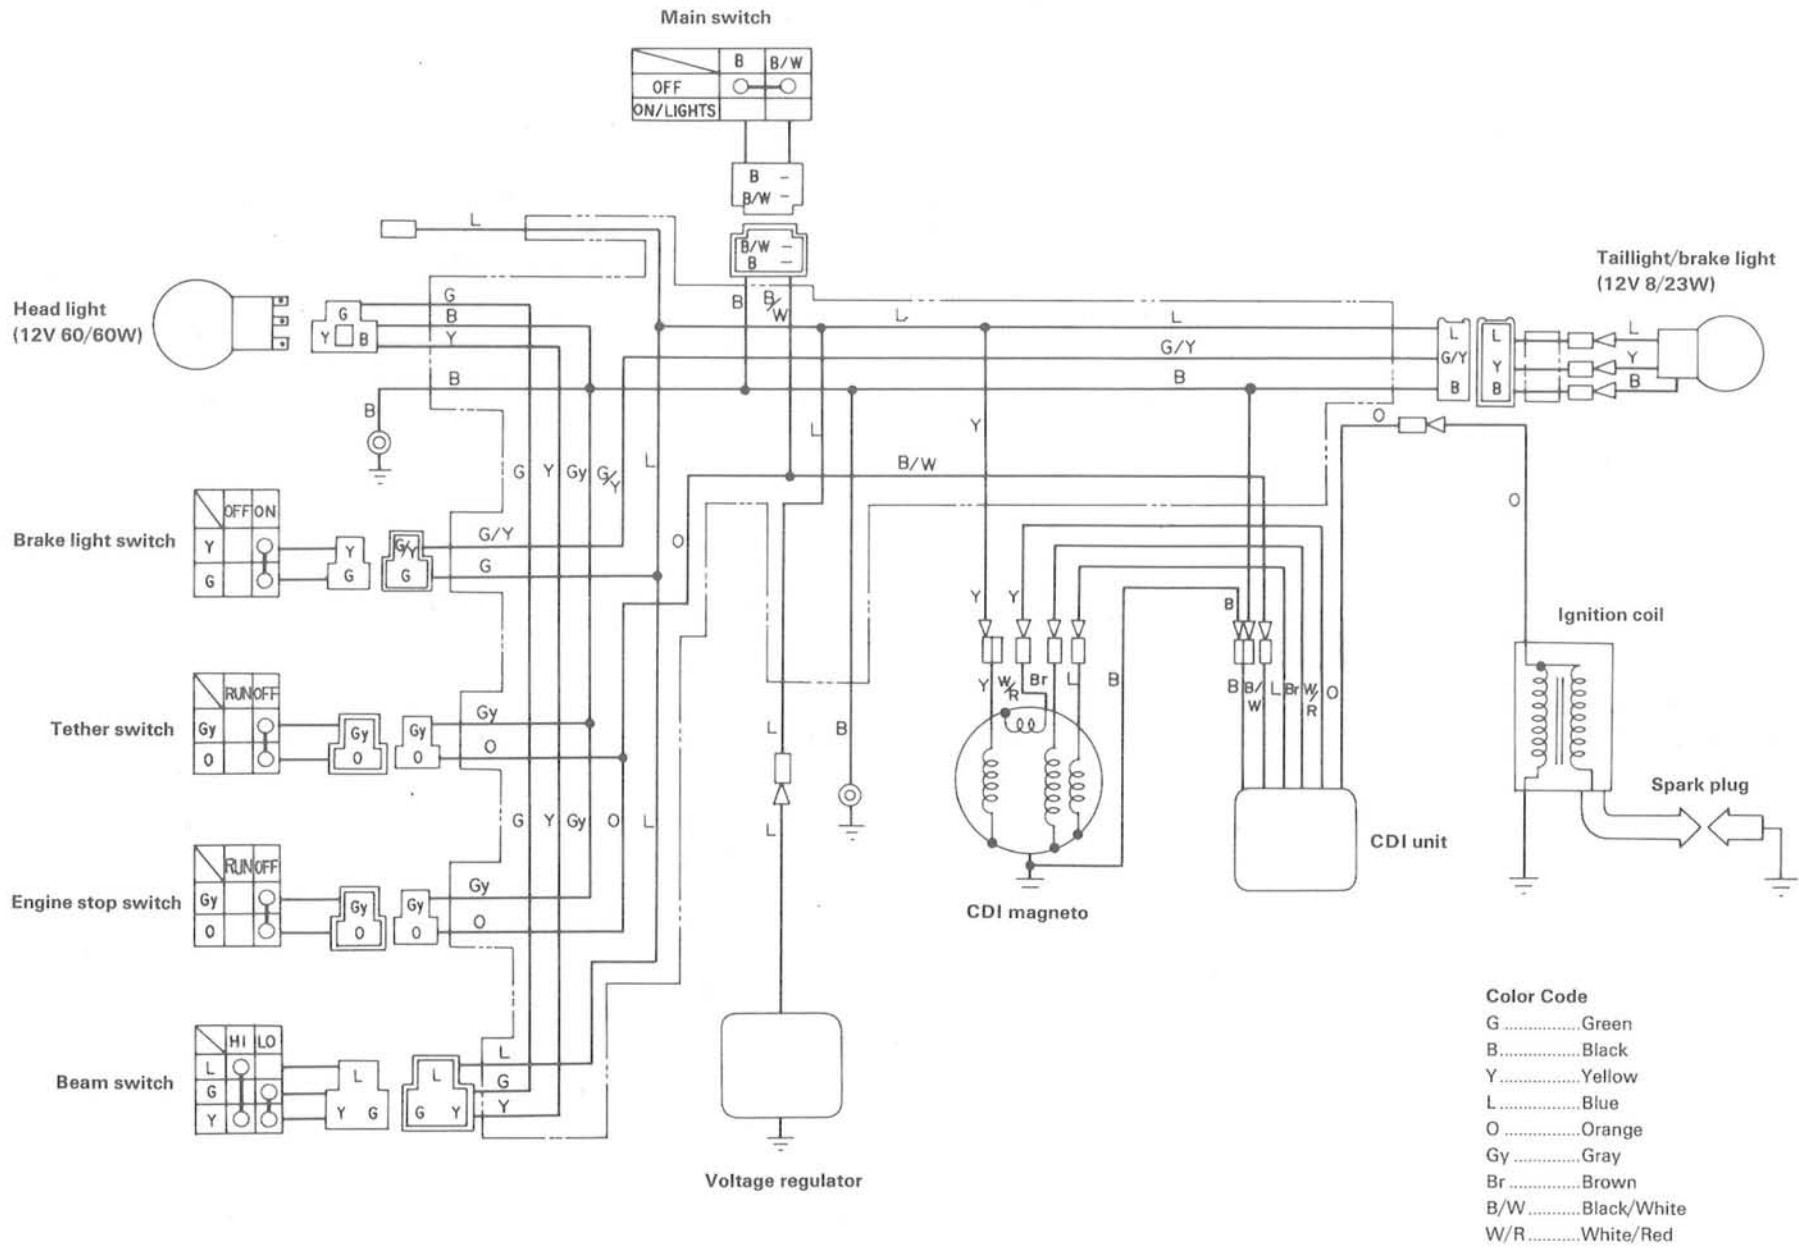 Main switch
B B/W
OFF
ON/LIGHTS
B
B/W
B/W
B
L
Head light
(12V 60/60W)
G
Y B
G
B
Y
B
B
B
B/W
L
L
G/Y
B
L
G/Y
B
L
Y
B
L
Y
B
Taillight/brake light
(12V 8/23W)
O
L
Y
B/W
G Y Gy G/Y L
O
O
Brake light switch
OFF ON
Y
G
Y
G
G/Y
G
G/Y
G
Tether switch
RUN OFF
Gy
O
Gy
O
Gy
O
Gy
O
Y Y
B
Y W/R Br L
B
B B/W L Br W/R O
Ignition coil
L
B
L
Spark plug
G Y Gy O L
CDI unit
CDI magneto
Engine stop switch
RUN OFF
Gy
O
Gy
O
Gy
O
Gy
O
Beam switch
HI LO
L
G
Y
L
Y G
L
G Y
L
G
Y
Voltage regulator
Color Code
G ............... Green
B ............... Black
Y ............... Yellow
L ............... Blue
O ............... Orange
Gy ............. Gray
Br .............. Brown
B/W .......... Black/White
W/R .......... White/Red